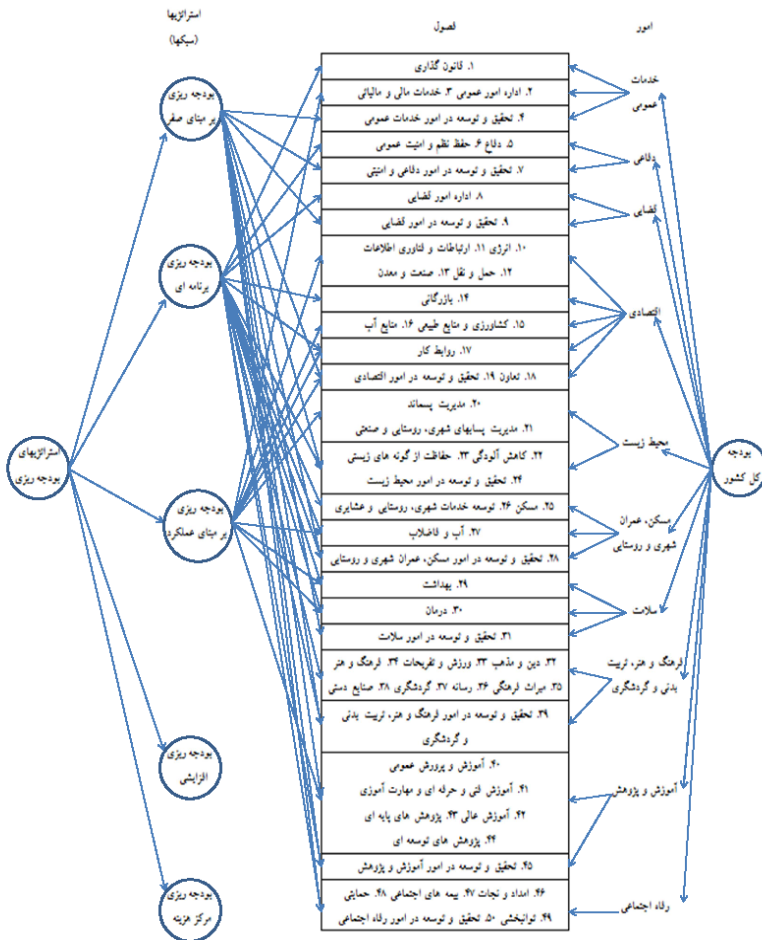 امور
فصول
استراتژیها
(سبکها)
بودجه
کل کشور
خدمات
عمومی
دفاعی
قضایی
اقتصادی
محیط زیست
مسکن، عمران
شهری و روستایی
سلامت
فرهنگ و هنر، تربیت
بدنی و گردشگری
آموزش و پژوهش
رفاه اجتماعی
۱. قانون گذاری
۲. اداره امور عمومی ۳. خدمات مالی و مالیاتی
۴. تحقیق و توسعه در امور خدمات عمومی
۵. دفاع ۶. حفظ نظم و امنیت عمومی
۷. تحقیق و توسعه در امور دفاعی و امنیتی
۸. اداره امور قضایی
۹. تحقیق و توسعه در امور قضایی
۱۰. انرژی ۱۱. ارتباطات و فناوری اطلاعات
۱۲. حمل و نقل ۱۳. صنعت و معدن
۱۴. بازرگانی
۱۵. کشاورزی و منابع طبیعی ۱۶. منابع آب
۱۷. روابط کار
۱۸. تعاون ۱۹. تحقیق و توسعه در امور اقتصادی
۲۰. مدیریت پسماند
۲۱. مدیریت پسابهای شهری، روستایی و صنعتی
۲۲. کاهش آلودگی ۲۳. حفاظت از گونه های زیستی
۲۴. تحقیق و توسعه در امور محیط زیست
۲۵. مسکن ۲۶. توسعه خدمات شهری، روستایی و عشایری
۲۷. آب و فاضلاب
۲۸. تحقیق و توسعه در امور مسکن، عمران شهری و روستایی
۲۹. بهداشت
۳۰. درمان
۳۱. تحقیق و توسعه در امور سلامت
۳۲. دین و مذهب ۳۳. ورزش و تفریحات ۳۴. فرهنگ و هنر
۳۵. میراث فرهنگی ۳۶. رسانه ۳۷. گردشگری ۳۸. صنایع دستی
۳۹. تحقیق و توسعه در امور فرهنگ و هنر، تربیت بدنی
و گردشگری
۴۰. آموزش و پرورش عمومی
۴۱. آموزش فنی و حرفه ای و مهارت آموزی
۴۲. آموزش عالی ۴۳. پژوهش های پایه ای
۴۴. پژوهش های توسعه ای
۴۵. تحقیق و توسعه در امور آموزش و پژوهش
۴۶. امداد و نجات ۴۷. بیمه های اجتماعی ۴۸. حمایتی
۴۹. توانبخشی ۵۰. تحقیق و توسعه در امور رفاه اجتماعی
بودجه ریزی
بر مبنای صفر
بودجه ریزی
برنامه ای
بودجه ریزی
بر مبنای عملکرد
بودجه ریزی
افزایشی
بودجه ریزی
مرکز هزینه
استراتژیهای
بودجه ریزی